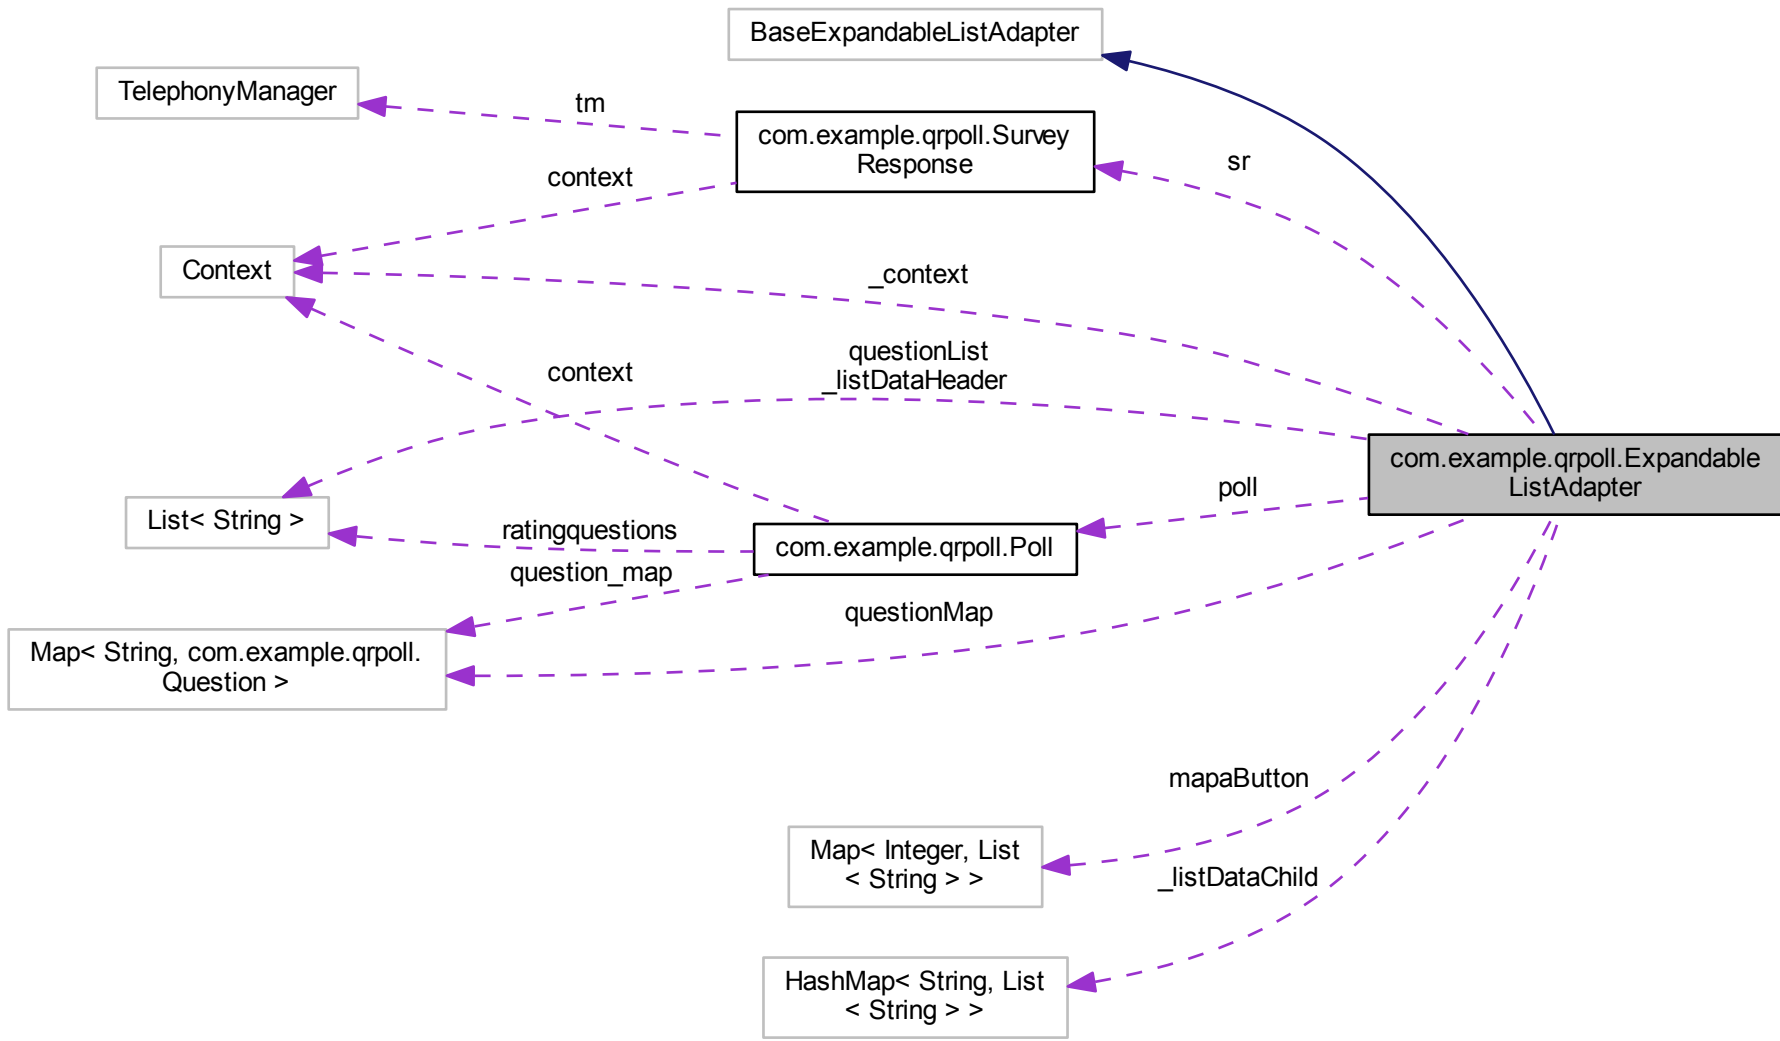 BaseExpandableListAdapter
TelephonyManager
tm
com.example.qrpoll.Survey
Response
sr
context
Context
_context
questionList
_listDataHeader
context
com.example.qrpoll.Expandable
ListAdapter
poll
List< String >
ratingquestions
com.example.qrpoll.Poll
question_map
questionMap
Map< String, com.example.qrpoll.
Question >
mapaButton
Map< Integer, List
< String > >
_listDataChild
HashMap< String, List
< String > >